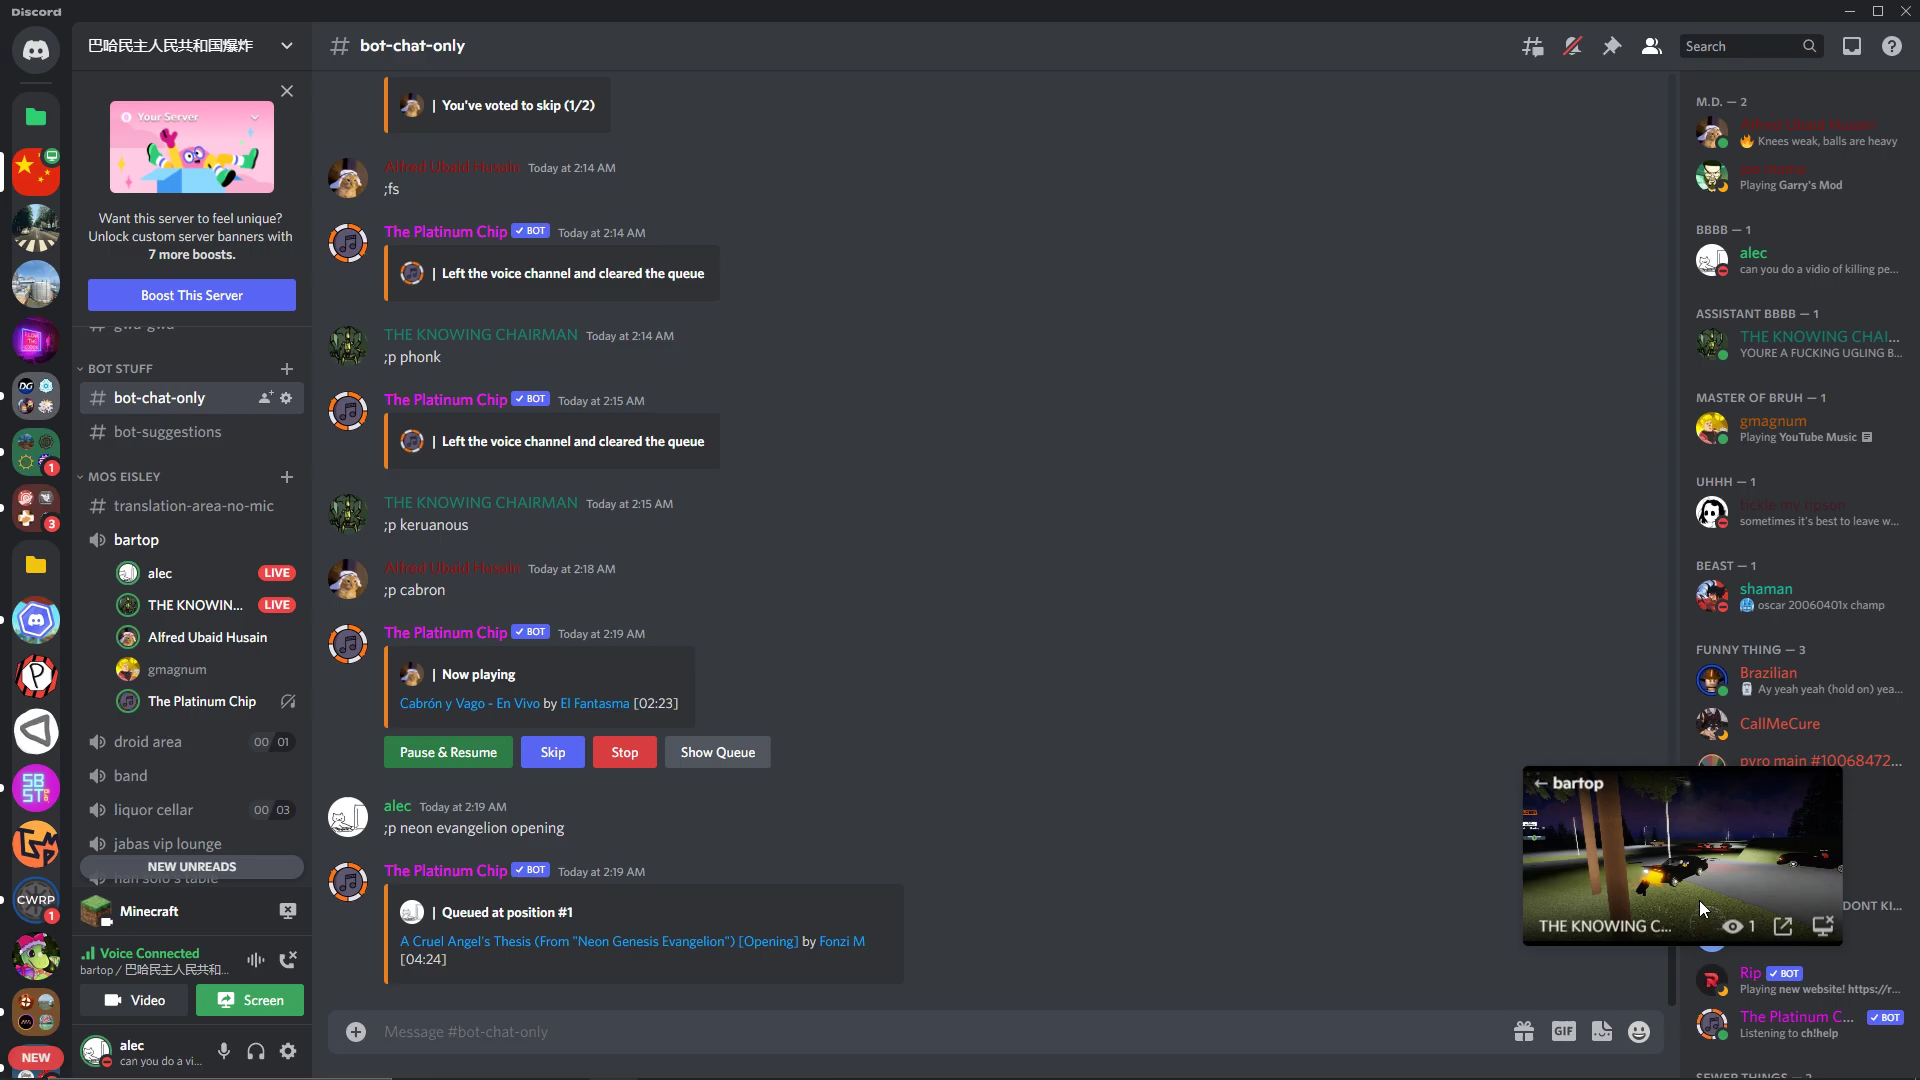 Discord
巴哈民主人民共和国爆炸
Your Server
Want this server to feel unique?
Unlock custom server banners with
7 more boosts.
Boost This Server
BOT STUFF
bot-chat-only
bot-suggestions
MOS EISLEY
translation-area-no-mic
bartop
alec LIVE
THE KNOWIN... LIVE
Alfred Ubaid Husain
gmagnum
The Platinum Chip
droid area 00 01
band
liquor cellar 00 03
jabas vip lounge
NEW UNREADS
Minecraft
Voice Connected
bartop / 巴哈民主人民共和...
Video
Screen
alec
can you do a vi...
DG
1
3
P
SB
ST
CWRP
1
NEW
# bot-chat-only
Search
| You've voted to skip (1/2)
Alfred Ubaid Husain Today at 2:14 AM
;fs
The Platinum Chip BOT Today at 2:14 AM
| Left the voice channel and cleared the queue
THE KNOWING CHAIRMAN Today at 2:14 AM
;p phonk
The Platinum Chip BOT Today at 2:15 AM
| Left the voice channel and cleared the queue
THE KNOWING CHAIRMAN Today at 2:15 AM
;p keruanous
Alfred Ubaid Husain Today at 2:18 AM
;p cabron
The Platinum Chip BOT Today at 2:19 AM
| Now playing
Cabrón y Vago - En Vivo by El Fantasma [02:23]
Pause & Resume
Skip
Stop
Show Queue
alec Today at 2:19 AM
;p neon evangelion opening
The Platinum Chip BOT Today at 2:19 AM
| Queued at position #1
A Cruel Angel's Thesis (From "Neon Genesis Evangelion") [Opening] by Fonzi M
[04:24]
Message #bot-chat-only
GIF
M.D. — 2
Alfred Ubaid Husain
Knees weak, balls are heavy
Playing Garry's Mod
BBBB — 1
alec
can you do a vidio of killing pe...
ASSISTANT BBBB — 1
THE KNOWING CHAI...
YOURE A FUCKING UGLING B...
MASTER OF BRUH — 1
gmagnum
Playing YouTube Music
UHHH — 1
sometimes it's best to leave w...
BEAST — 1
shaman
oscar 20060401x champ
FUNNY THING — 3
Brazilian
Ay yeah yeah (hold on) yea...
CallMeCure
pyro main #10068472...
bartop
THE KNOWING C...
1
DONT KI...
Rip BOT
Playing new website! https://r...
The Platinum C... BOT
Listening to ch!help